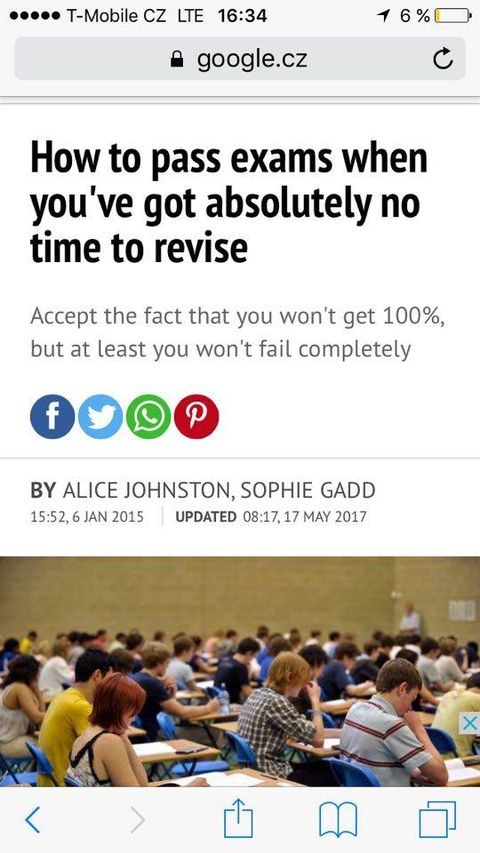 T-Mobile CZ LTE 16:34 6 %
google.cz
How to pass exams when
you've got absolutely no
time to revise
Accept the fact that you won't get 100%,
but at least you won't fail completely
BY ALICE JOHNSTON, SOPHIE GADD
15:52, 6 JAN 2015 UPDATED 08:17, 17 MAY 2017